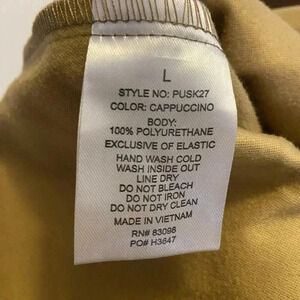 L
STYLE NO: PUSK27
COLOR: CAPPUCCINO
BODY:
100% POLYURETHANE
EXCLUSIVE OF ELASTIC
HAND WASH COLD
WASH INSIDE OUT
LINE DRY
DO NOT BLEACH
DO NOT IRON
DO NOT DRY CLEAN
MADE IN VIETNAM
RN# 83098
PO# H3647